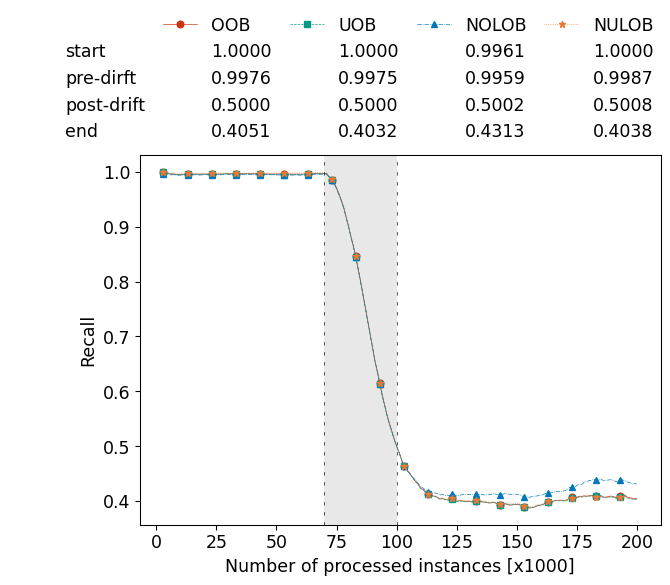 OOB UOB NOLOB NULOB
start 1.0000 1.0000 0.9961 1.0000
pre-dirft 0.9976 0.9975 0.9959 0.9987
post-drift 0.5000 0.5000 0.5002 0.5008
end 0.4051 0.4032 0.4313 0.4038
1.0
0.9
0.8
0.7
0.6
0.5
0.4
Recall
0 25 50 75 100 125 150 175 200
Number of processed instances [x1000]